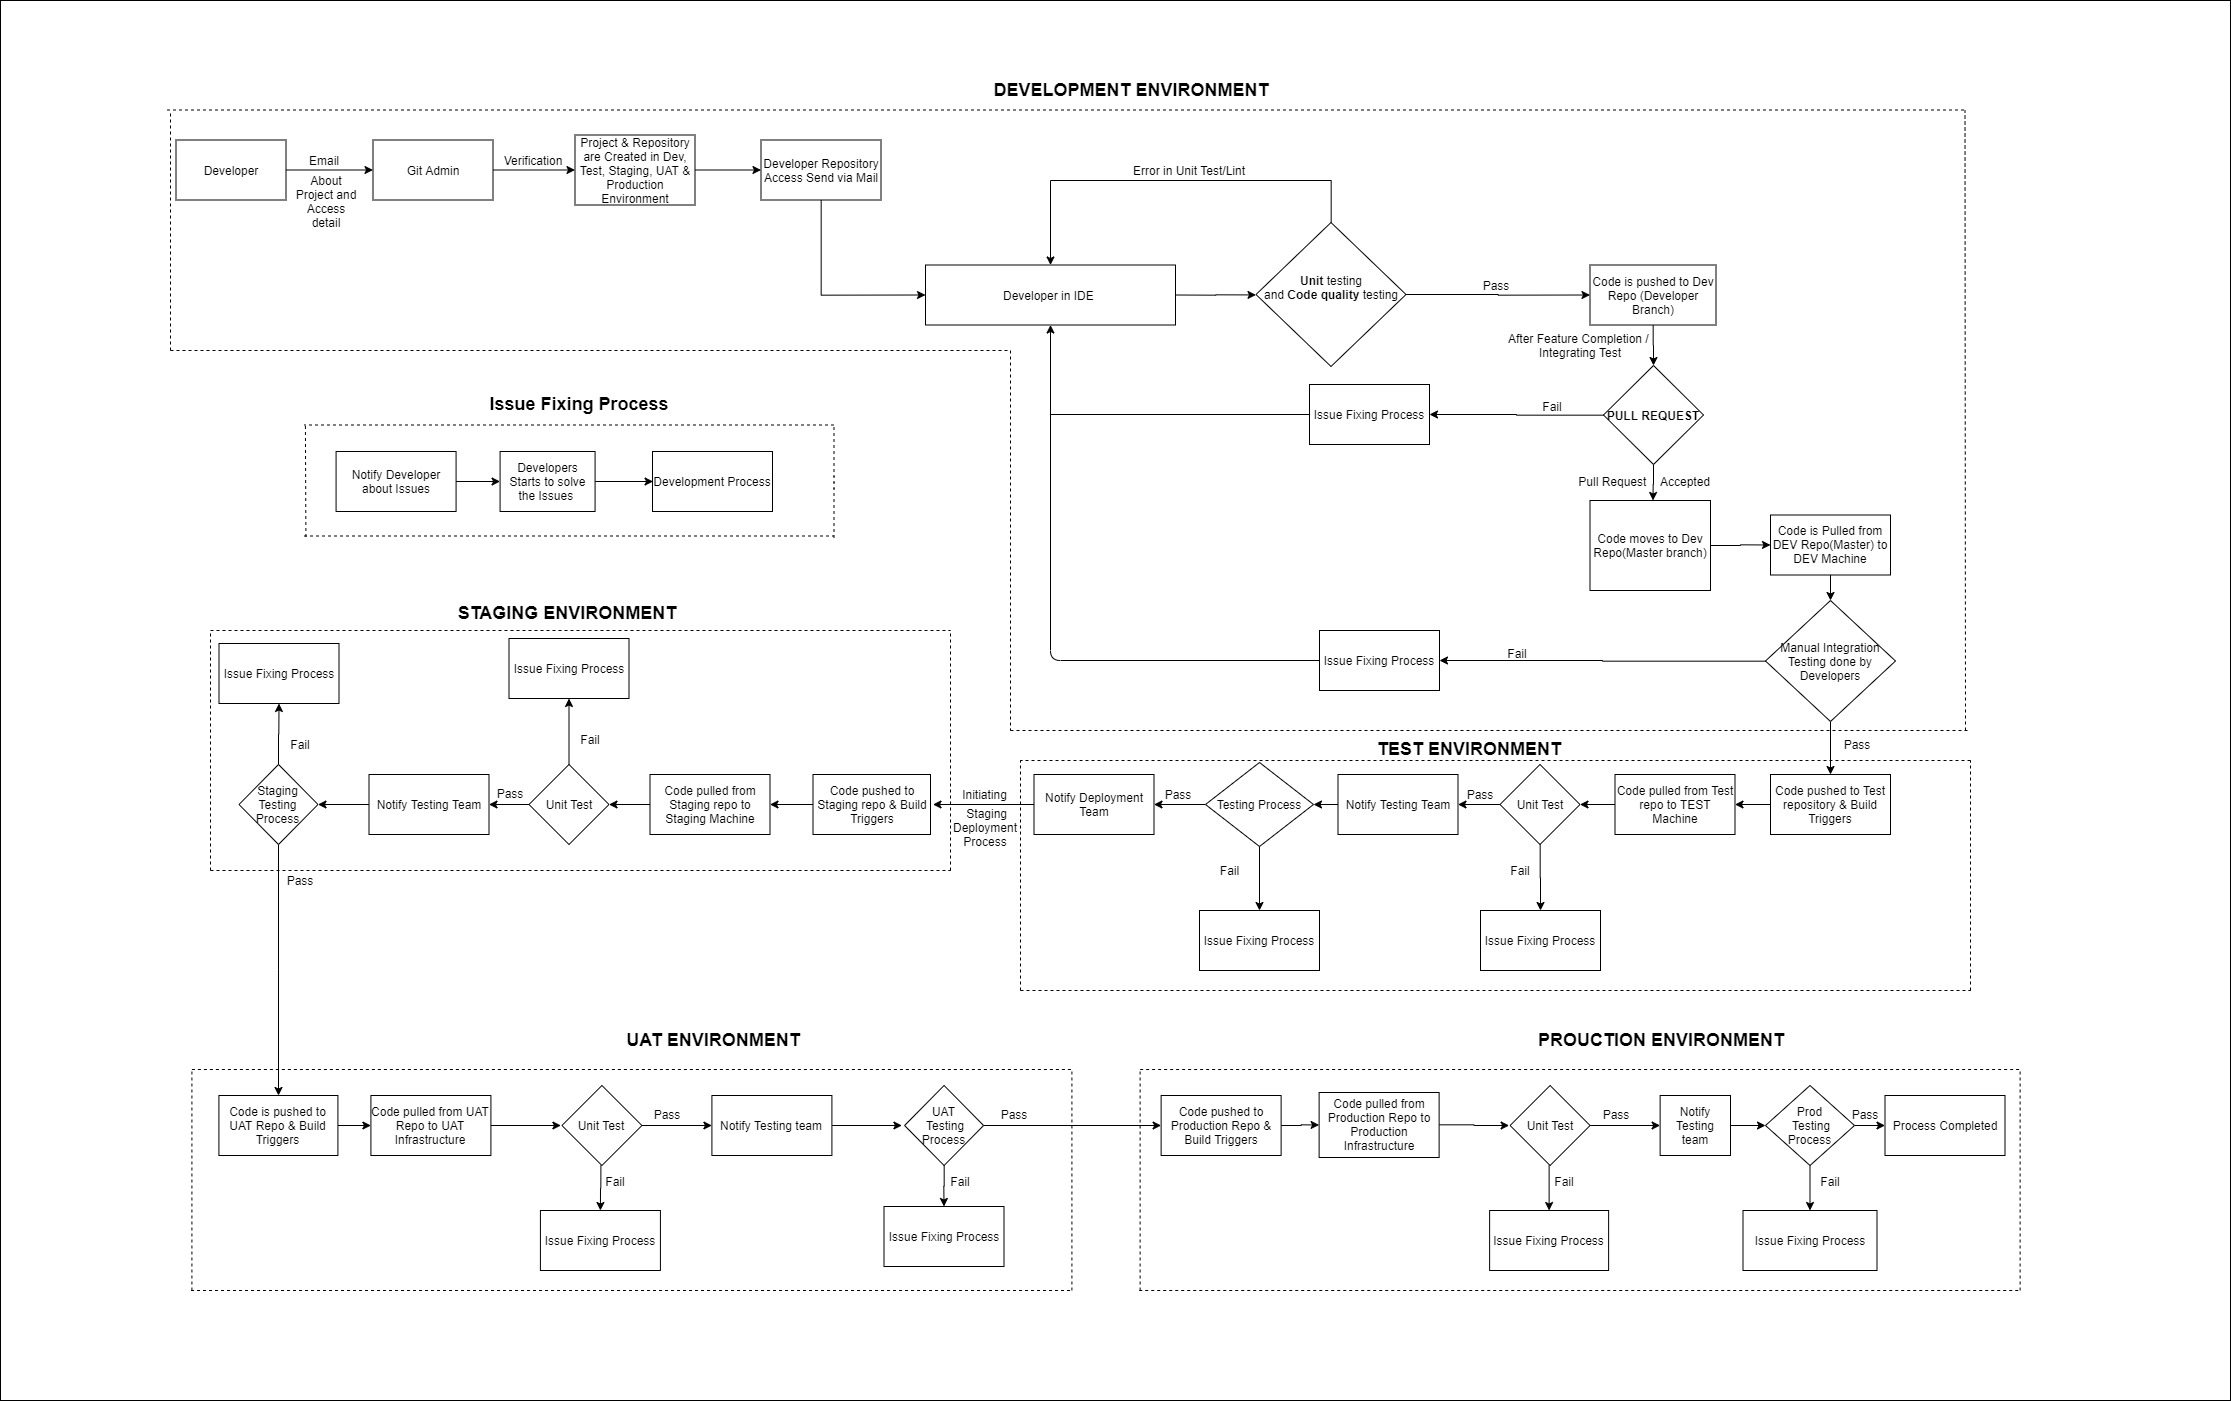 DEVELOPMENT ENVIRONMENT
Developer
Email
About
Project and
Access
detail
Git Admin
Verification
Project & Repository
are Created in Dev,
Test, Staging, UAT &
Production
Environment
Developer Repository
Access Send via Mail
Error in Unit Test/Lint
Developer in IDE
Unit testing
and Code quality testing
Pass
Code is pushed to Dev
Repo (Developer
Branch)
After Feature Completion /
Integrating Test
PULL REQUEST
Fail
Issue Fixing Process
Pull Request Accepted
Code moves to Dev
Repo(Master branch)
Code is Pulled from
DEV Repo(Master) to
DEV Machine
Manual Integration
Testing done by
Developers
Fail
Issue Fixing Process
Pass
Issue Fixing Process
Notify Developer
about Issues
Developers
Starts to solve
the Issues
Development Process
TEST ENVIRONMENT
Code pushed to Test
repository & Build
Triggers
Code pulled from Test
repo to TEST
Machine
Unit Test
Fail
Issue Fixing Process
Pass
Notify Testing Team
Testing Process
Fail
Issue Fixing Process
Pass
Notify Deployment
Team
Initiating
Staging
Deployment
Process
STAGING ENVIRONMENT
Code pushed to
Staging repo & Build
Triggers
Code pulled from
Staging repo to
Staging Machine
Unit Test
Fail
Issue Fixing Process
Pass
Notify Testing Team
Staging
Testing
Process
Fail
Issue Fixing Process
Pass
UAT ENVIRONMENT
Code is pushed to
UAT Repo & Build
Triggers
Code pulled from UAT
Repo to UAT
Infrastructure
Unit Test
Fail
Issue Fixing Process
Pass
Notify Testing team
UAT
Testing
Process
Fail
Issue Fixing Process
Pass
PROUCTION ENVIRONMENT
Code pushed to
Production Repo &
Build Triggers
Code pulled from
Production Repo to
Production
Infrastructure
Unit Test
Fail
Issue Fixing Process
Pass
Notify
Testing
team
Prod
Testing
Process
Fail
Issue Fixing Process
Pass
Process Completed